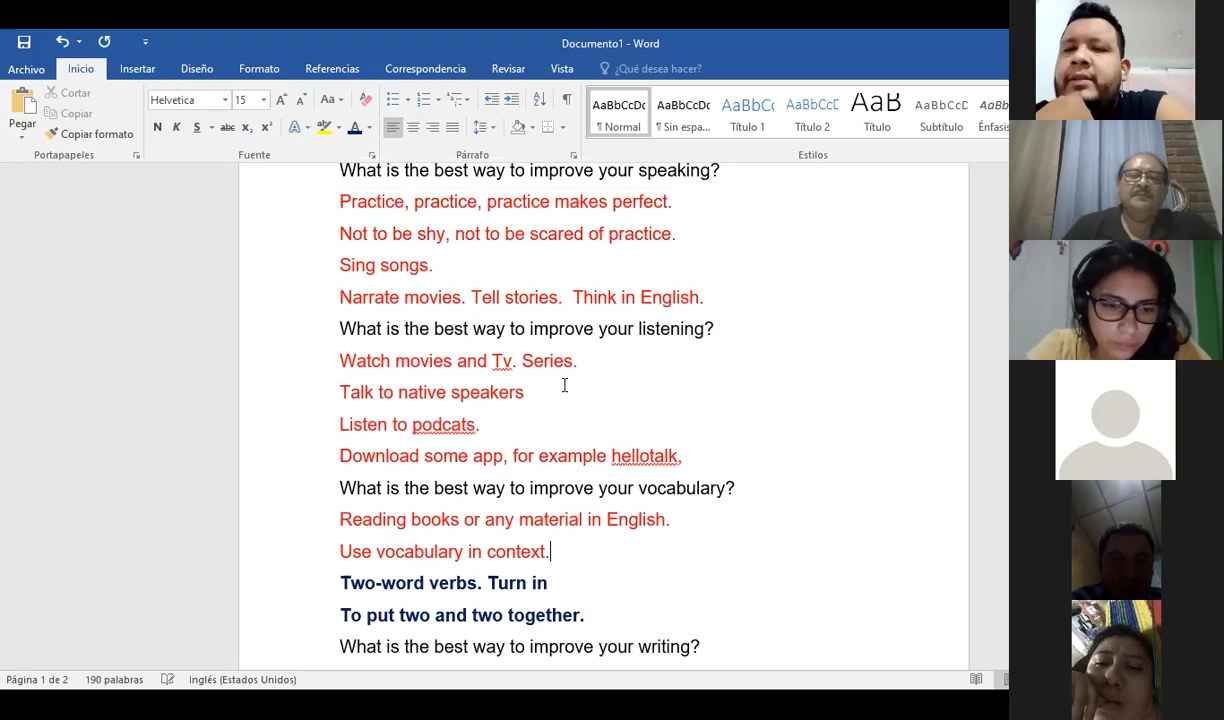 Documento1 - Word
Archivo Inicio Insertar Diseño Formato Referencias Correspondencia Revisar Vista ¿Qué desea hacer?
Pegar
Cortar
Copiar
Copiar formato
Portapapeles
Helvetica 15
Aa
N K S abc x₂ x²
A
Fuente
Párrafo
AaBbCcDc AaBbCcDc AaBbCc AaBbCcD AaB AaBbCcD AaBb
¶ Normal ¶ Sin espa... Título 1 Título 2 Título Subtítulo Énfasis
Estilos
What is the best way to improve your speaking?
Practice, practice, practice makes perfect.
Not to be shy, not to be scared of practice.
Sing songs.
Narrate movies. Tell stories. Think in English.
What is the best way to improve your listening?
Watch movies and Tv. Series.
Talk to native speakers
Listen to podcats.
Download some app, for example hellotalk,
What is the best way to improve your vocabulary?
Reading books or any material in English.
Use vocabulary in context.
Two-word verbs. Turn in
To put two and two together.
What is the best way to improve your writing?
Página 1 de 2 190 palabras Inglés (Estados Unidos)